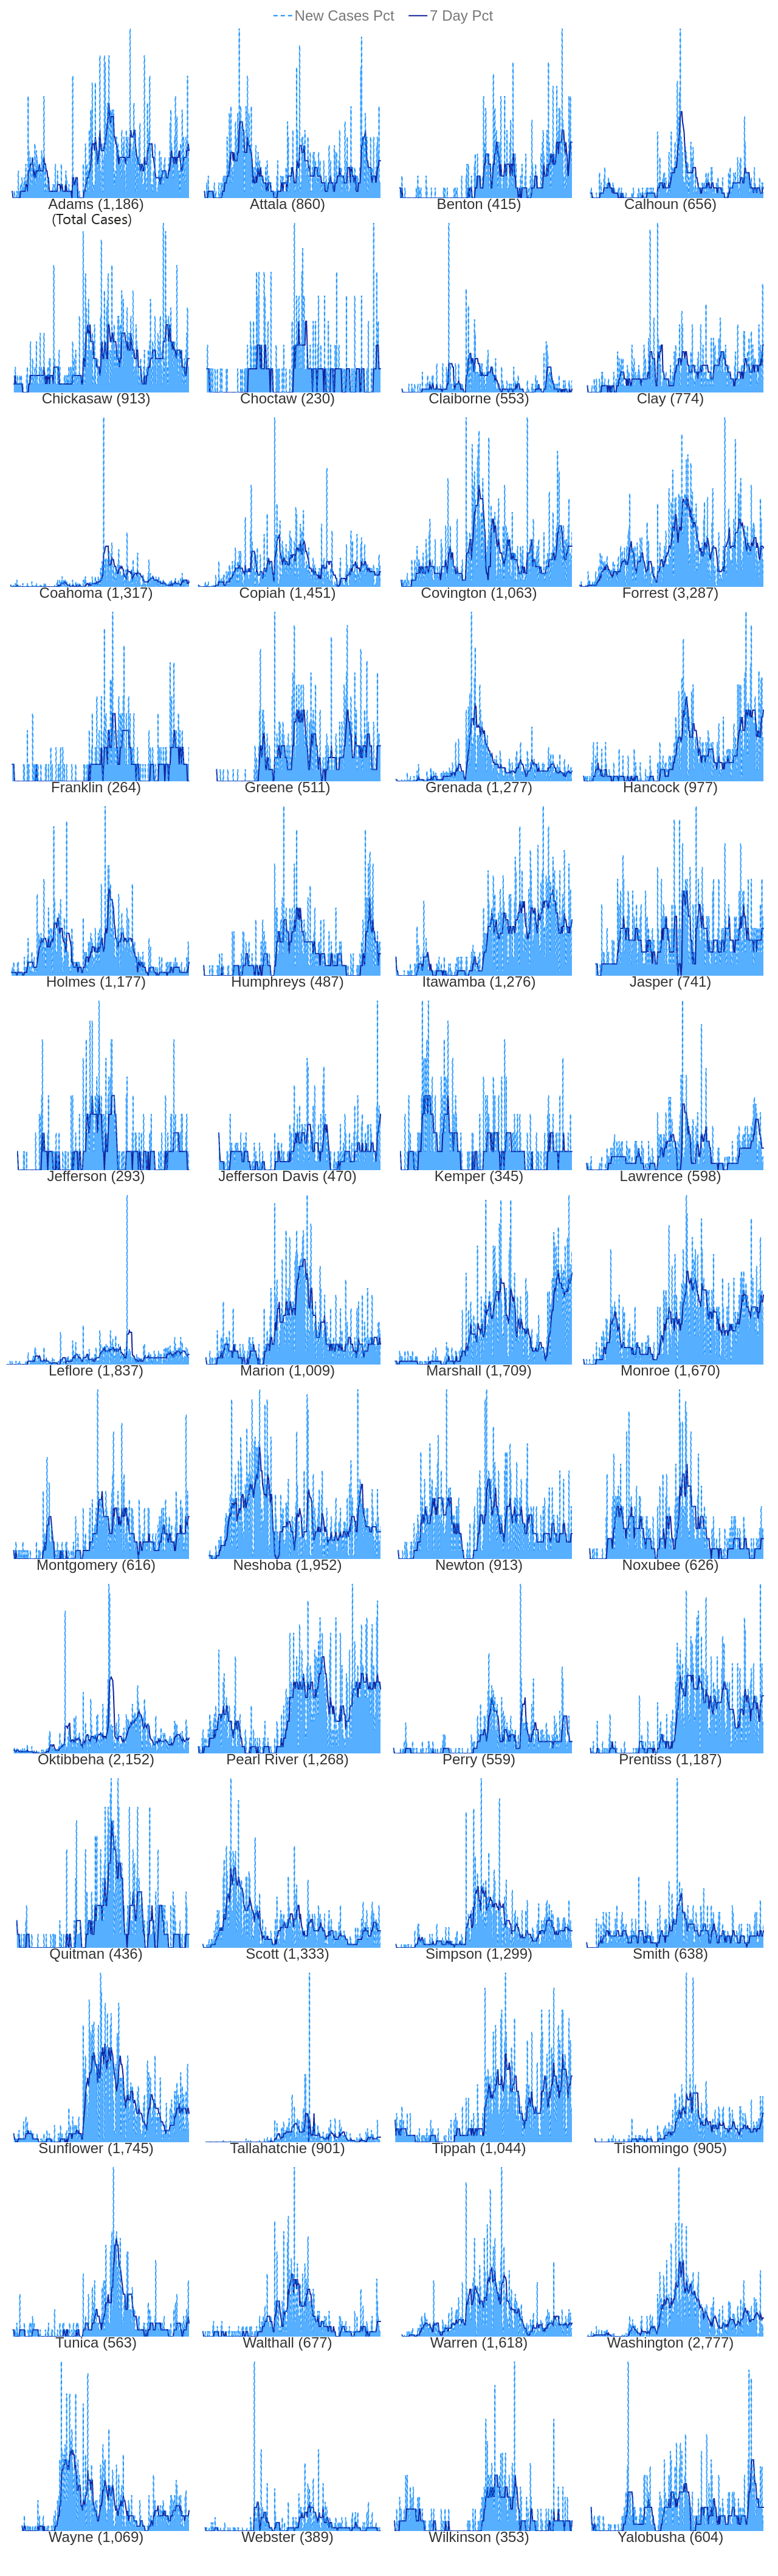 New Cases Pct 7 Day Pct
Adams (1,186) Attala (860) Benton (415) Calhoun (656)
(Total Cases)
Chickasaw (913) Choctaw (230) Claiborne (553) Clay (774)
Coahoma (1,317) Copiah (1,451) Covington (1,063) Forrest (3,287)
Franklin (264) Greene (511) Grenada (1,277) Hancock (977)
Holmes (1,177) Humphreys (487) Itawamba (1,276) Jasper (741)
Jefferson (293) Jefferson Davis (470) Kemper (345) Lawrence (598)
Leflore (1,837) Marion (1,009) Marshall (1,709) Monroe (1,670)
Montgomery (616) Neshoba (1,952) Newton (913) Noxubee (626)
Oktibbeha (2,152) Pearl River (1,268) Perry (559) Prentiss (1,187)
Quitman (436) Scott (1,333) Simpson (1,299) Smith (638)
Sunflower (1,745) Tallahatchie (901) Tippah (1,044) Tishomingo (905)
Tunica (563) Walthall (677) Warren (1,618) Washington (2,777)
Wayne (1,069) Webster (389) Wilkinson (353) Yalobusha (604)